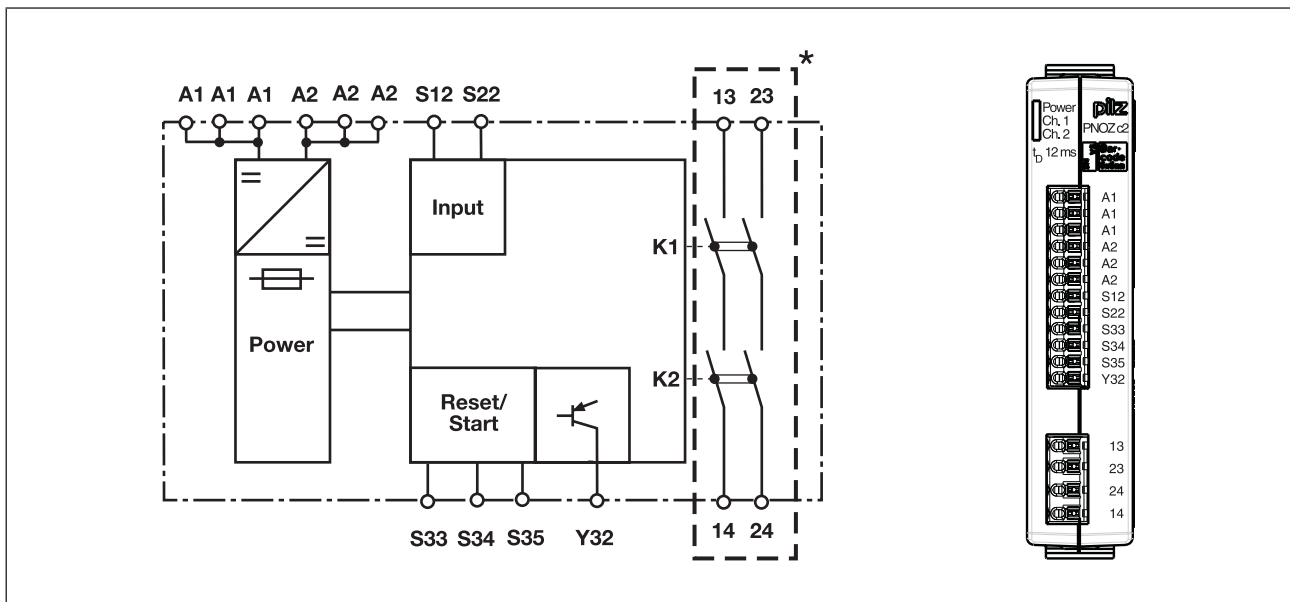 *
A1 A1 A1 A2 A2 A2 S12 S22 13 23
Input
K1
Power
K2
Reset/
Start
S33 S34 S35 Y32 14 24
Power
Ch. 1
Ch. 2
pilz
PNOZ c2
tD 12 ms
code
A1
A1
A1
A2
A2
A2
S12
S22
S33
S34
S35
Y32
13
23
24
14